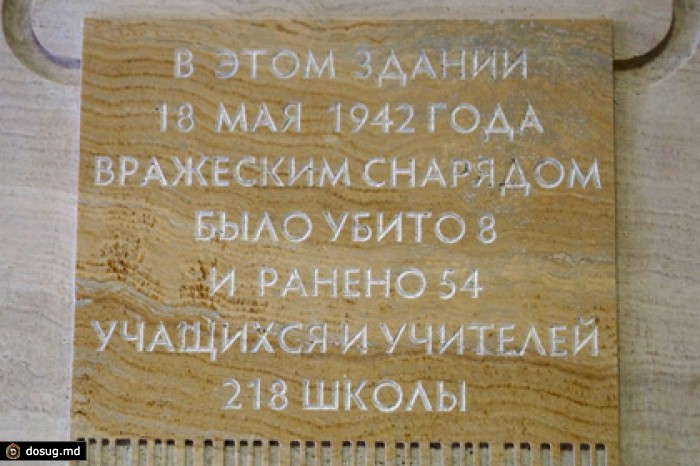 В ЭТОМ ЗДАНИИ
18 МАЯ 1942 ГОДА
ВРАЖЕСКИМ СНАРЯДОМ
БЫЛО УБИТО 8
И РАНЕНО 54
УЧАЩИХСЯ И УЧИТЕЛЕЙ
218 ШКОЛЫ
dosug.md